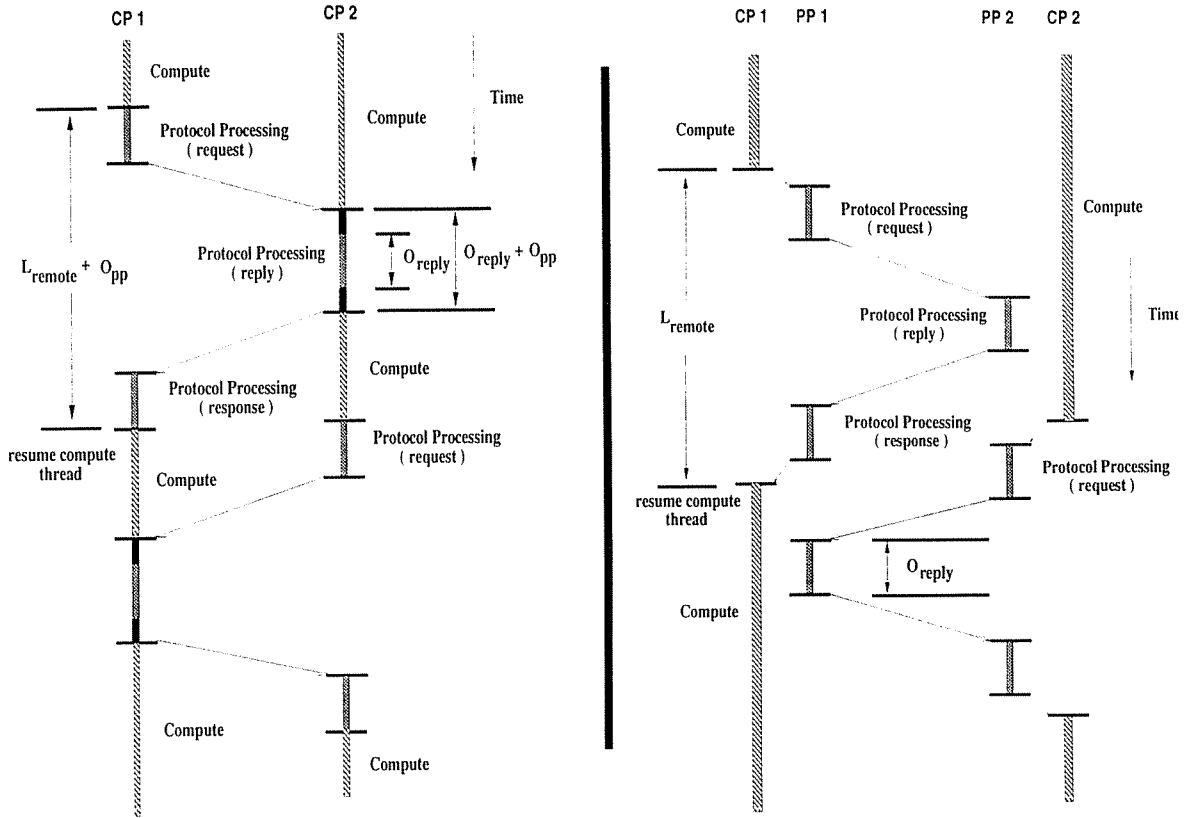 CP 1
CP 2
Compute
Time
Compute
Protocol Processing
( request )
Protocol Processing
( reply )
O reply
O reply + O pp
L remote + O pp
Compute
Protocol Processing
( response )
resume compute
thread
Protocol Processing
( request )
Compute
Compute
Compute
CP 1
PP 1
PP 2
CP 2
Compute
Protocol Processing
( request )
Compute
L remote
Protocol Processing
( reply )
Time
Protocol Processing
( response )
Protocol Processing
( request )
resume compute
thread
O reply
Compute